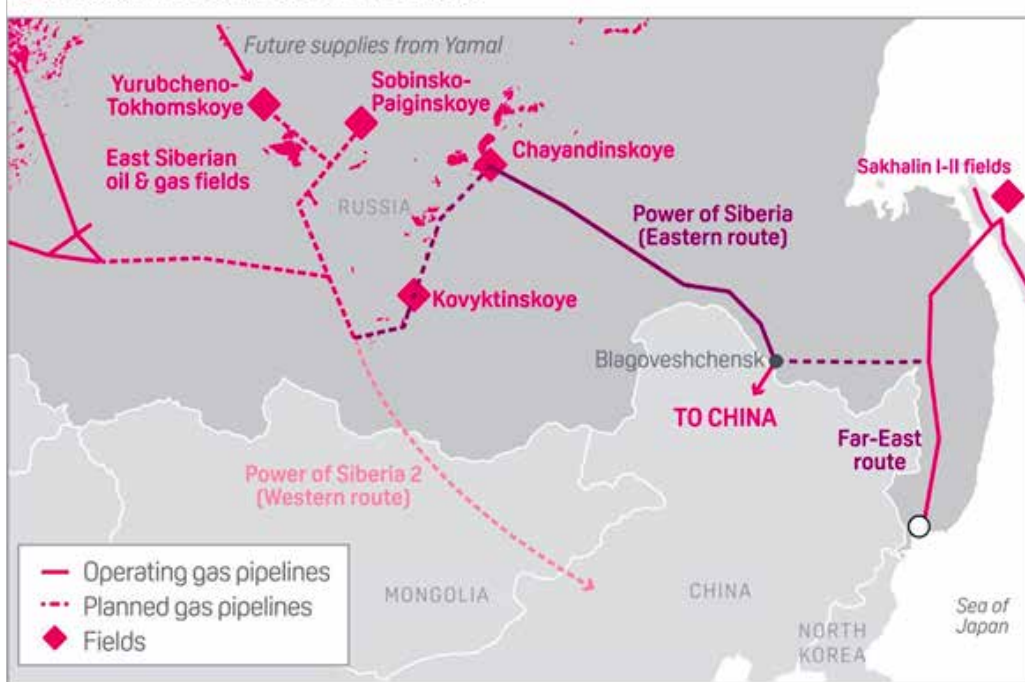 Future supplies from Yamal
Yurubcheno-
Tokhomskoye
Sobinsko-
Paiginskoye
East Siberian
oil & gas fields
Chayandinskoye
Sakhalin I-II fields
RUSSIA
Power of Siberia
(Eastern route)
Kovyktinskoye
Blagoveshchensk
TO CHINA
Far-East
route
Power of Siberia 2
(Western route)
Operating gas pipelines
Planned gas pipelines
Fields
MONGOLIA
CHINA
NORTH
KOREA
Sea of
Japan